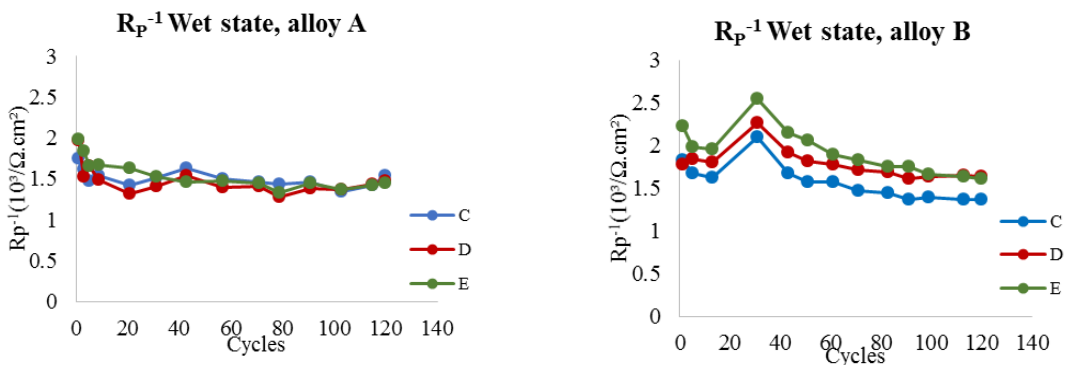 R_P⁻¹ Wet state, alloy A
3
2.5
2
1.5
1
0.5
0
Rp⁻¹(10³/Ω.cm²)
0 20 40 60 80 100 120 140
Cycles
C
D
E
R_P⁻¹ Wet state, alloy B
3
2.5
2
1.5
1
0.5
0
Rp⁻¹(10³/Ω.cm²)
0 20 40 60 80 100 120 140
Cycles
C
D
E